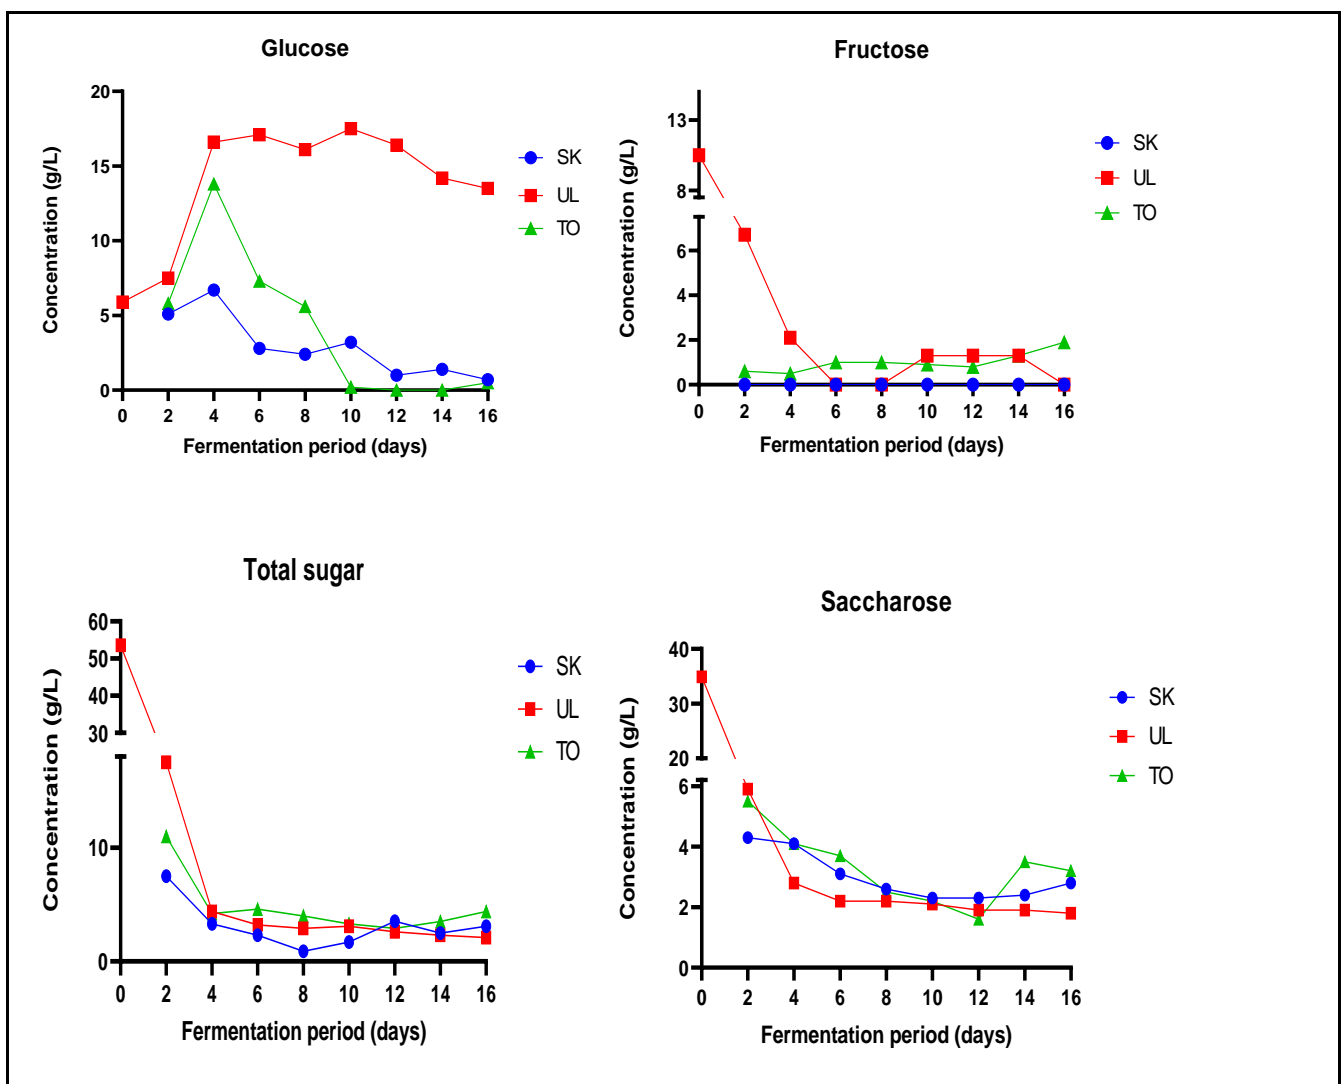 Glucose
Concentration (g/L)
20
15
10
5
0
0 2 4 6 8 10 12 14 16
Fermentation period (days)
SK
UL
TO
Fructose
Concentration (g/L)
13
8
6
4
2
0
0 2 4 6 8 10 12 14 16
Fermentation period (days)
SK
UL
TO
Total sugar
Concentration (g/L)
60
50
40
30
10
0
0 2 4 6 8 10 12 14 16
Fermentation period (days)
SK
UL
TO
Saccharose
Concentration (g/L)
40
30
20
6
4
2
0
0 2 4 6 8 10 12 14 16
Fermentation period (days)
SK
UL
TO